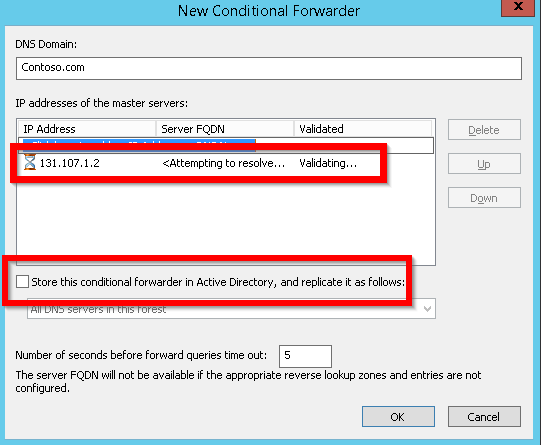 New Conditional Forwarder
x
DNS Domain:
Contoso.com
IP addresses of the master servers:
IP Address Server FQDN Validated
131.107.1.2 <Attempting to resolve... Validating...
Delete
Up
Down
Store this conditional forwarder in Active Directory, and replicate it as follows:
All DNS servers in this forest
Number of seconds before forward queries time out: 5
The server FQDN will not be available if the appropriate reverse lookup zones and entries are not
configured.
OK Cancel